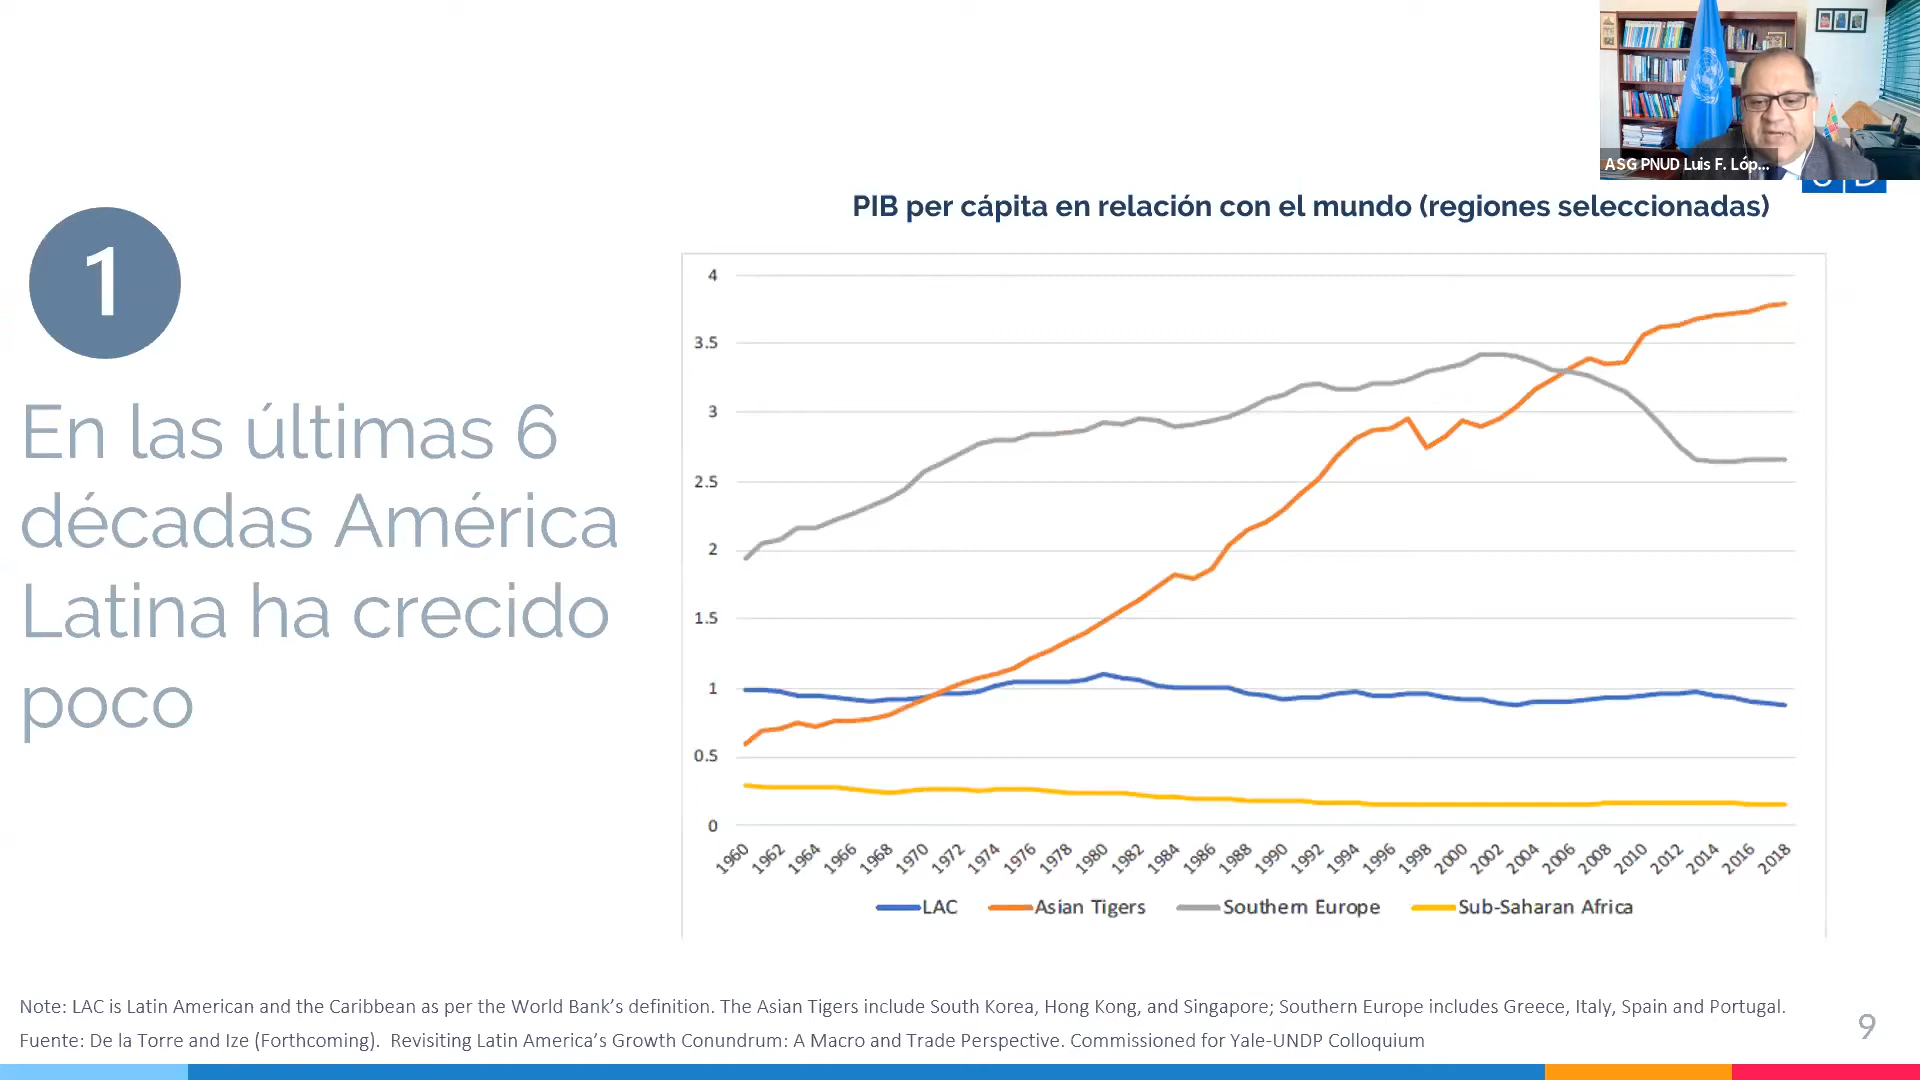 ASG PNUD Luis F. Lóp...
PIB per cápita en relación con el mundo (regiones seleccionadas)
1
En las últimas 6
décadas América
Latina ha crecido
poco
4
3.5
3
2.5
2
1.5
1
0.5
0
1960 1962 1964 1966 1968 1970 1972 1974 1976 1978 1980 1982 1984 1986 1988 1990 1992 1994 1996 1998 2000 2002 2004 2006 2008 2010 2012 2014 2016 2018
LAC Asian Tigers Southern Europe Sub-Saharan Africa
Note: LAC is Latin American and the Caribbean as per the World Bank’s definition. The Asian Tigers include South Korea, Hong Kong, and Singapore; Southern Europe includes Greece, Italy, Spain and Portugal.
Fuente: De la Torre and Ize (Forthcoming). Revisiting Latin America’s Growth Conundrum: A Macro and Trade Perspective. Commissioned for Yale-UNDP Colloquium
9